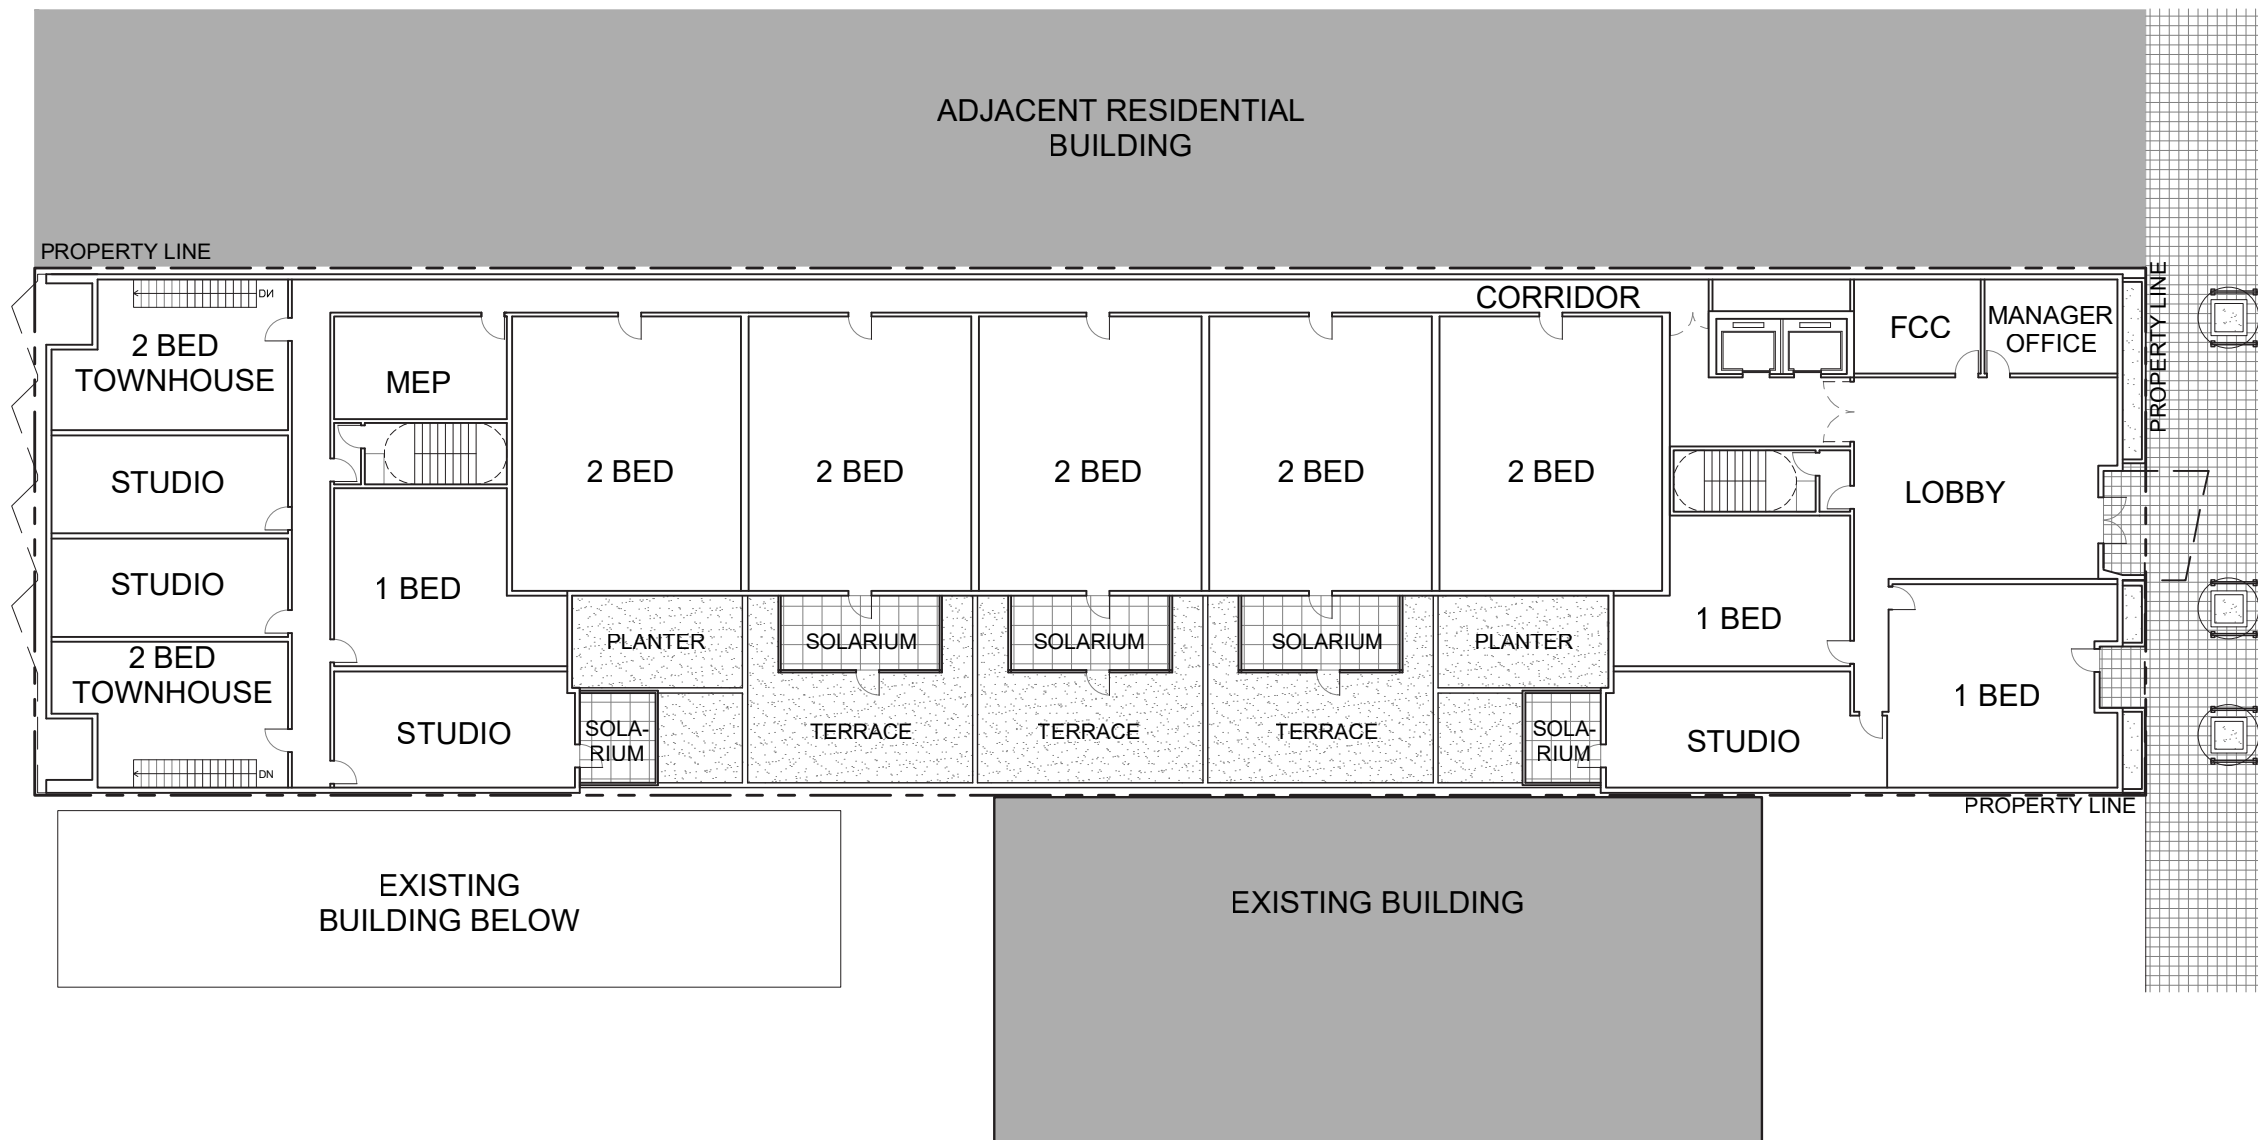 ADJACENT RESIDENTIAL
BUILDING
PROPERTY LINE
PROPERTY LINE
DN
2 BED
TOWNHOUSE
MEP
CORRIDOR
FCC
MANAGER
OFFICE
STUDIO
2 BED
2 BED
2 BED
2 BED
2 BED
LOBBY
STUDIO
1 BED
2 BED
TOWNHOUSE
DN
STUDIO
PLANTER
SOLARIUM
SOLARIUM
SOLARIUM
PLANTER
1 BED
SOLA-
RIUM
TERRACE
TERRACE
TERRACE
SOLA-
RIUM
STUDIO
1 BED
PROPERTY LINE
EXISTING
BUILDING BELOW
EXISTING BUILDING